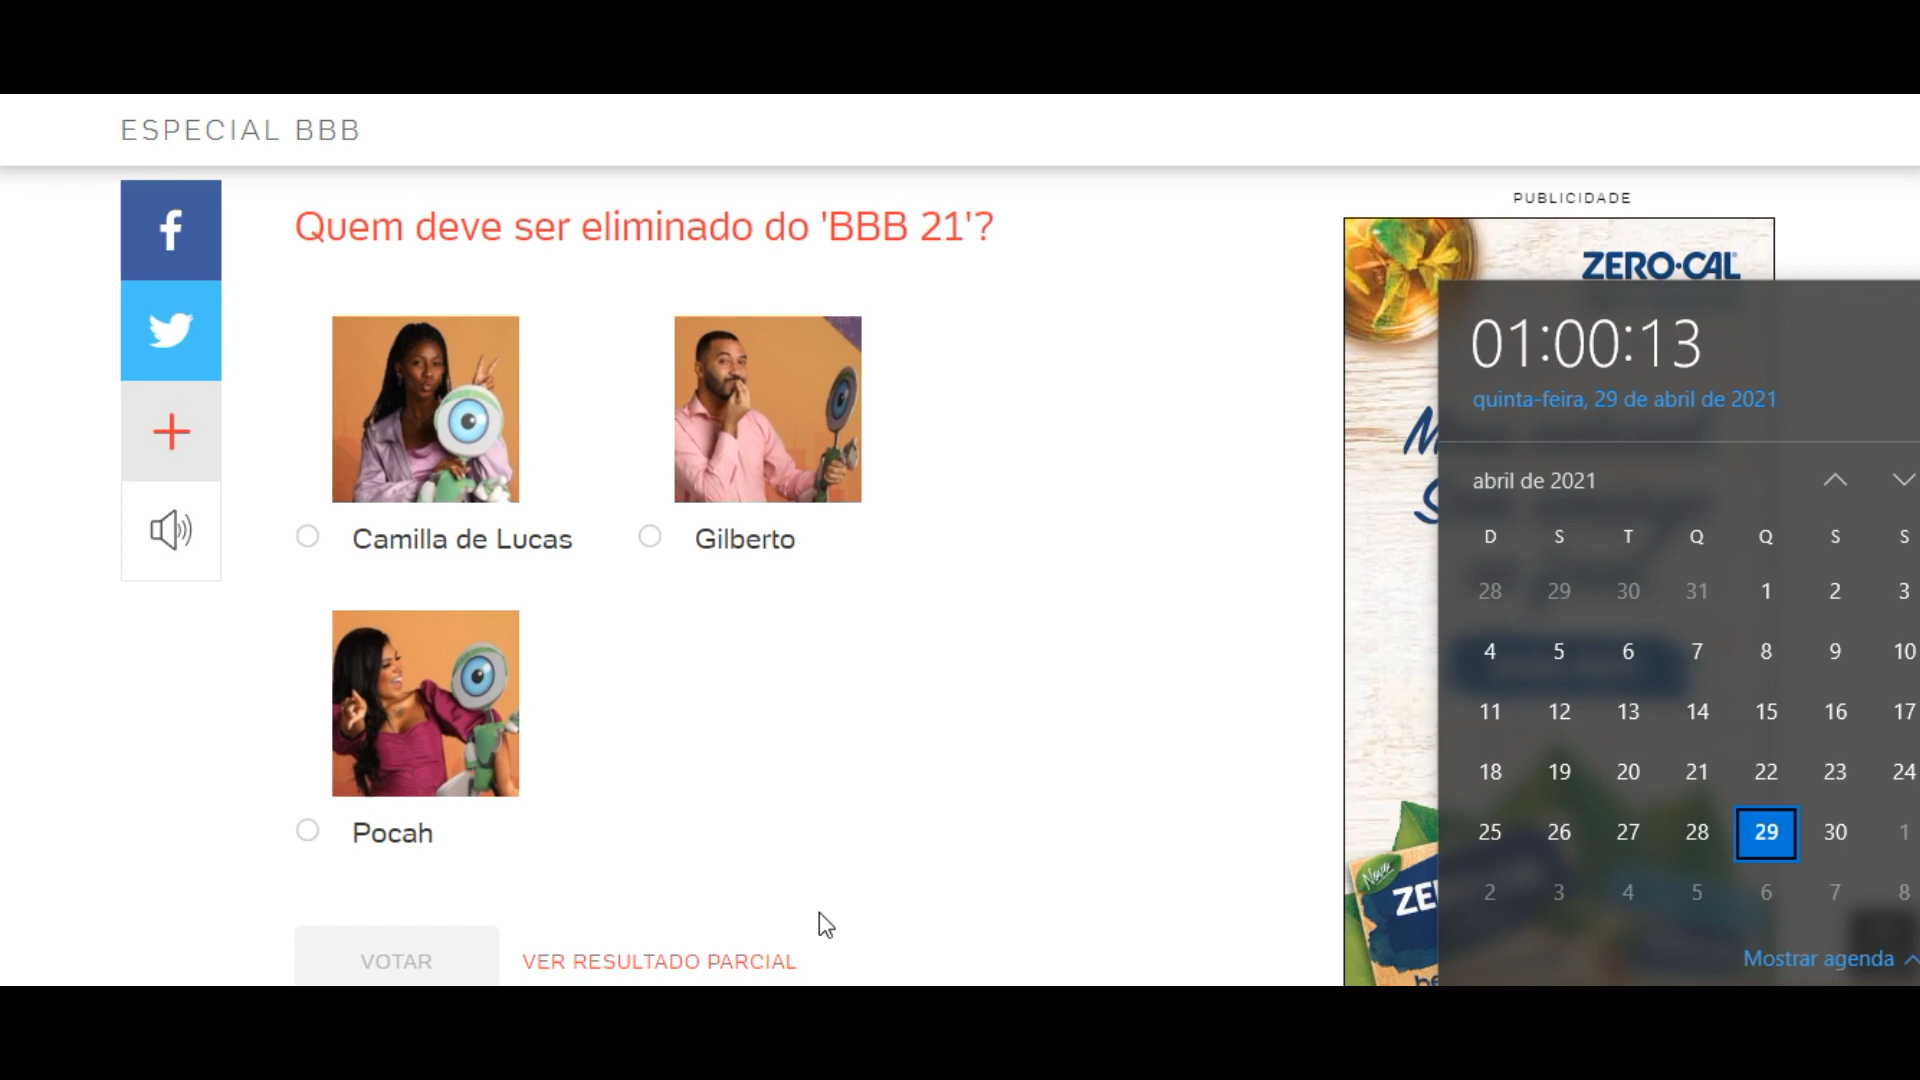 ESPECIAL BBB
Quem deve ser eliminado do 'BBB 21'?
Camilla de Lucas
Gilberto
Pocah
VOTAR
VER RESULTADO PARCIAL
PUBLICIDADE
ZERO·CAL
M
S
Novo
ZE
be
01:00:13
quinta-feira, 29 de abril de 2021
abril de 2021
D S T Q Q S S
28 29 30 31 1 2 3
4 5 6 7 8 9 10
11 12 13 14 15 16 17
18 19 20 21 22 23 24
25 26 27 28 29 30 1
2 3 4 5 6 7 8
Mostrar agenda